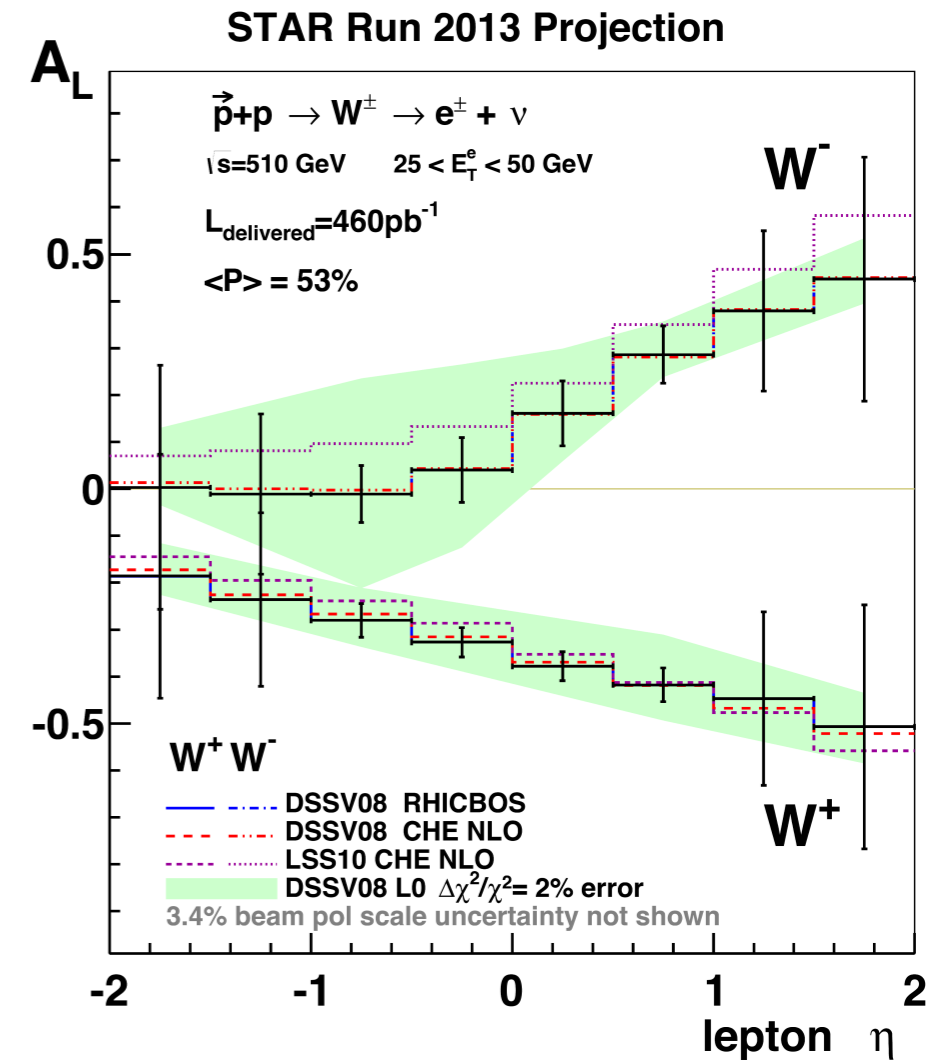 STAR Run 2013 Projection
A_L
p⃗+p → W^± → e^± + ν
√s=510 GeV 25 < E_T^e < 50 GeV
L_delivered=460pb^-1
<P> = 53%
W^-
0.5
0
-0.5
W^+ W^-
DSSV08 RHICBOS
DSSV08 CHE NLO
LSS10 CHE NLO
DSSV08 L0 Δχ²/χ²= 2% error
3.4% beam pol scale uncertainty not shown
W^+
-2 -1 0 1 2
lepton η